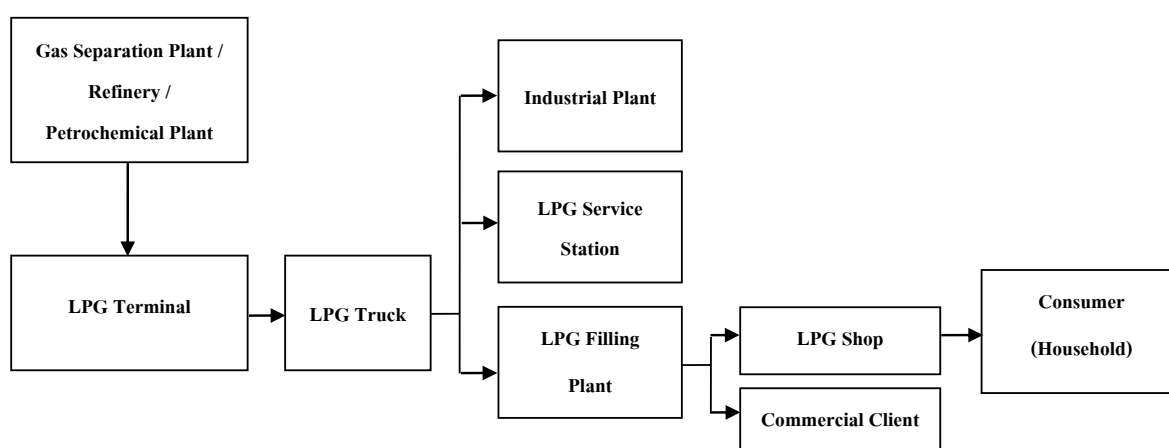 Gas Separation Plant /
Refinery /
Petrochemical Plant
Industrial Plant
LPG Service
Station
LPG Terminal
LPG Truck
LPG Filling
Plant
LPG Shop
Consumer
(Household)
Commercial Client